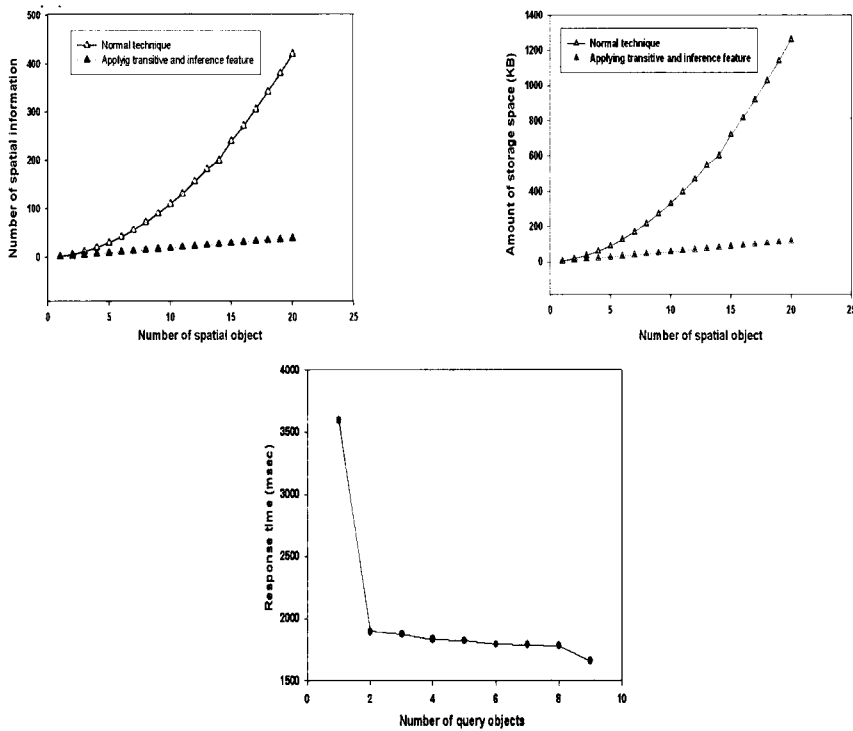 500
400
300
200
100
0
0 5 10 15 20 25
Number of spatial information
Number of spatial object
Normal technique
Applyig transitive and inference feature
1400
1200
1000
800
600
400
200
0
0 5 10 15 20 25
Amount of storage space (KB)
Number of spatial object
Normal technique
Applying transitive and inference feature
4000
3500
3000
2500
2000
1500
0 2 4 6 8 10
Response time (msec)
Number of query objects